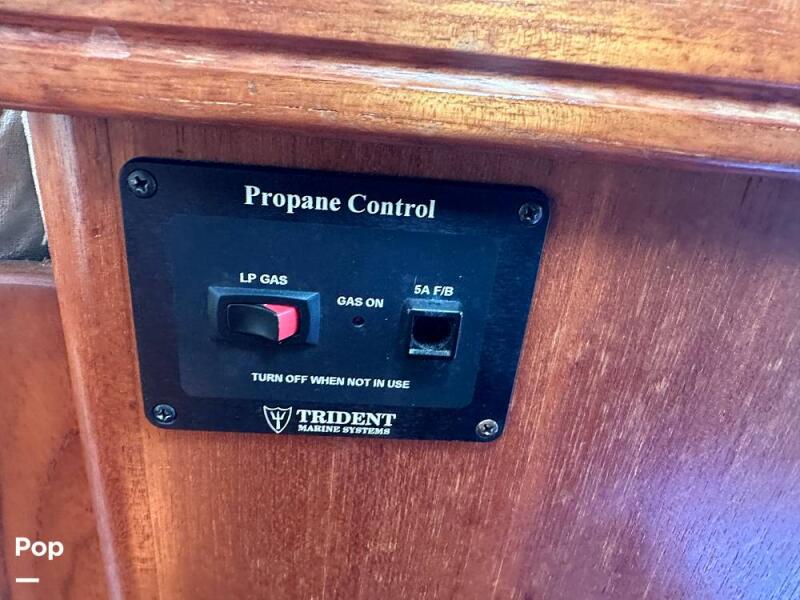 Propane Control
LP GAS
GAS ON
5A F/B
TURN OFF WHEN NOT IN USE
TRIDENT
MARINE SYSTEMS
Pop